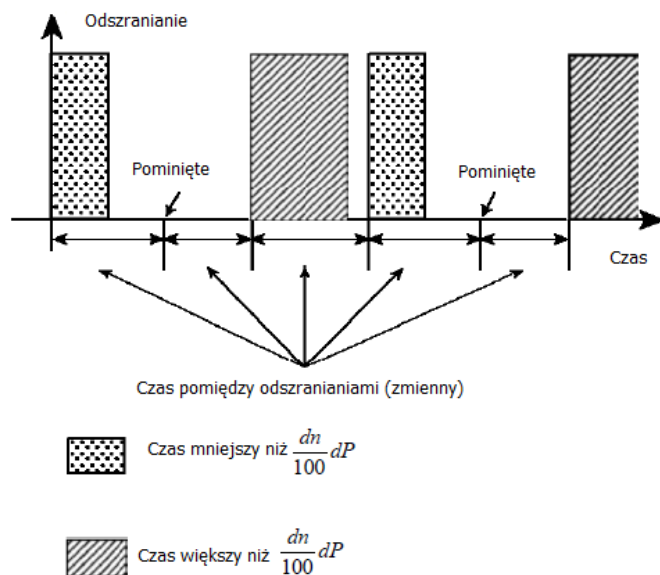 Odszranianie
Pominięte
Pominięte
Czas
Czas pomiędzy odszranianiami (zmienny)
Czas mniejszy niż dn/100 dP
Czas większy niż dn/100 dP